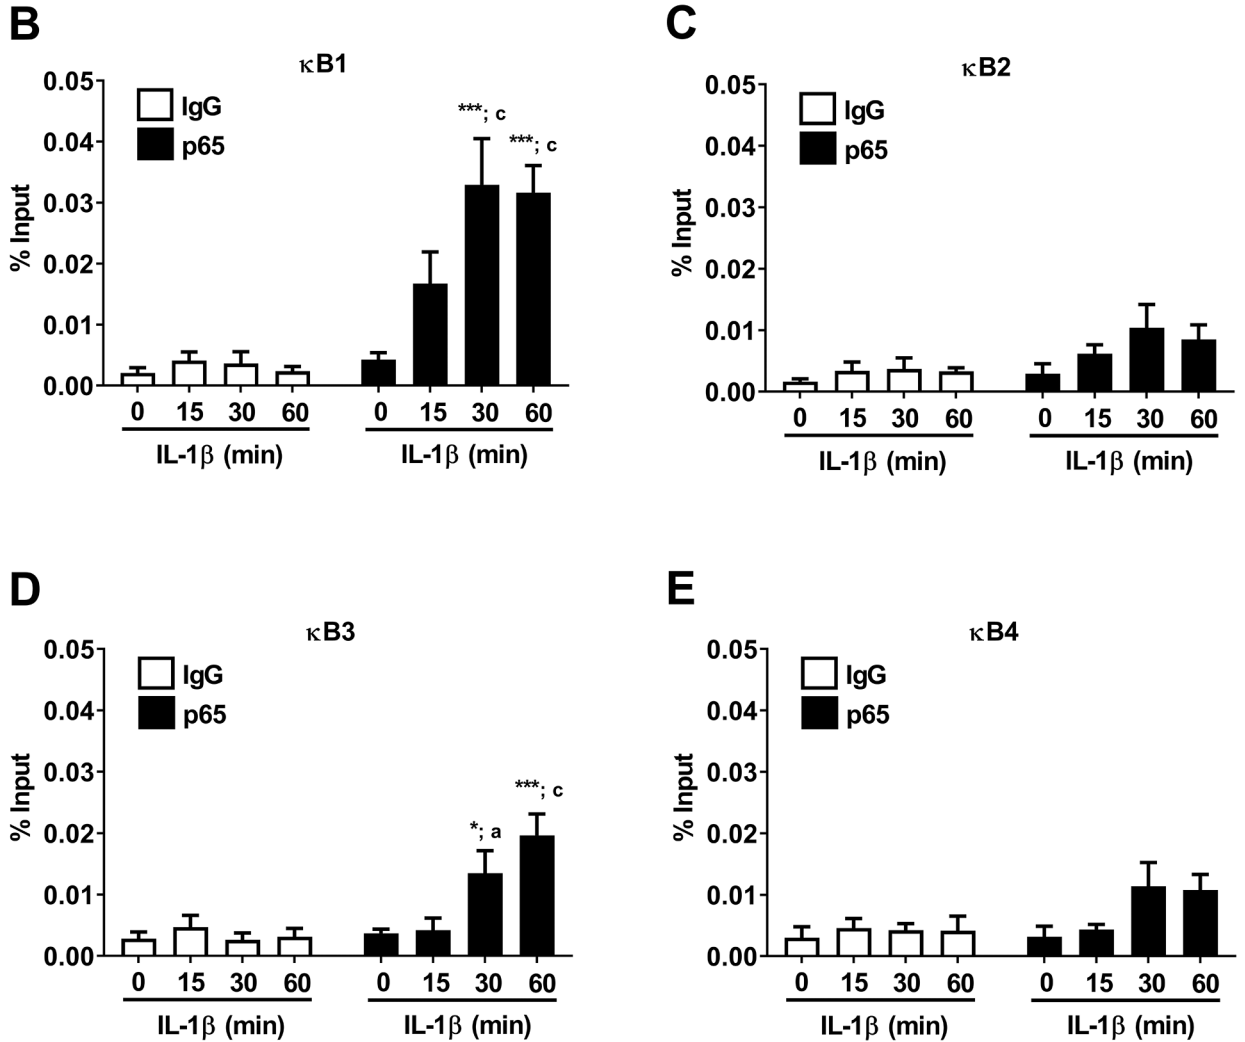 B
κB1
0.05
0.04
0.03
0.02
0.01
0.00
% Input
IgG
p65
***; c
***; c
0 15 30 60 0 15 30 60
IL-1β (min) IL-1β (min)
C
κB2
0.05
0.04
0.03
0.02
0.01
0.00
% Input
IgG
p65
0 15 30 60 0 15 30 60
IL-1β (min) IL-1β (min)
D
κB3
0.05
0.04
0.03
0.02
0.01
0.00
% Input
IgG
p65
***; c
*; a
0 15 30 60 0 15 30 60
IL-1β (min) IL-1β (min)
E
κB4
0.05
0.04
0.03
0.02
0.01
0.00
% Input
IgG
p65
0 15 30 60 0 15 30 60
IL-1β (min) IL-1β (min)